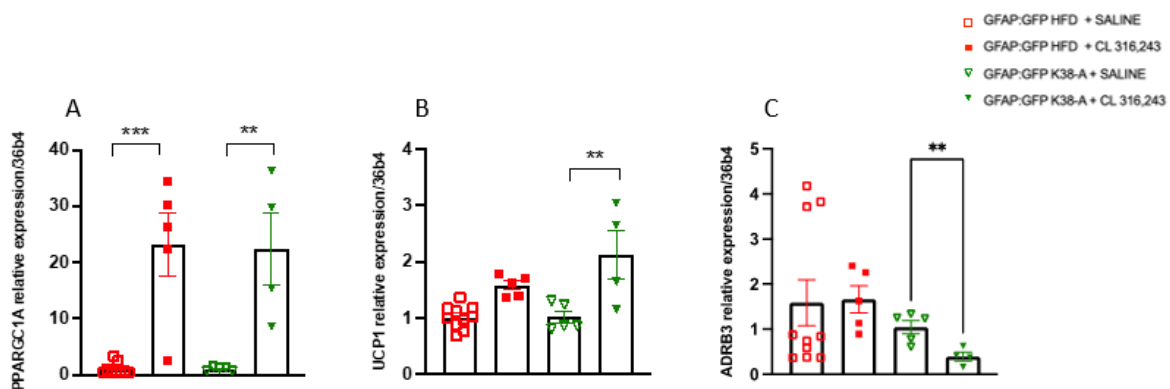 GFAP:GFP HFD + SALINE
GFAP:GFP HFD + CL 316,243
GFAP:GFP K38-A + SALINE
GFAP:GFP K38-A + CL 316,243
A
PPARGC1A relative expression/36b4
40
30
20
10
0
***
**
B
UCP1 relative expression/36b4
4
3
2
1
0
**
C
ADRB3 relative expression/36b4
5
4
3
2
1
0
**